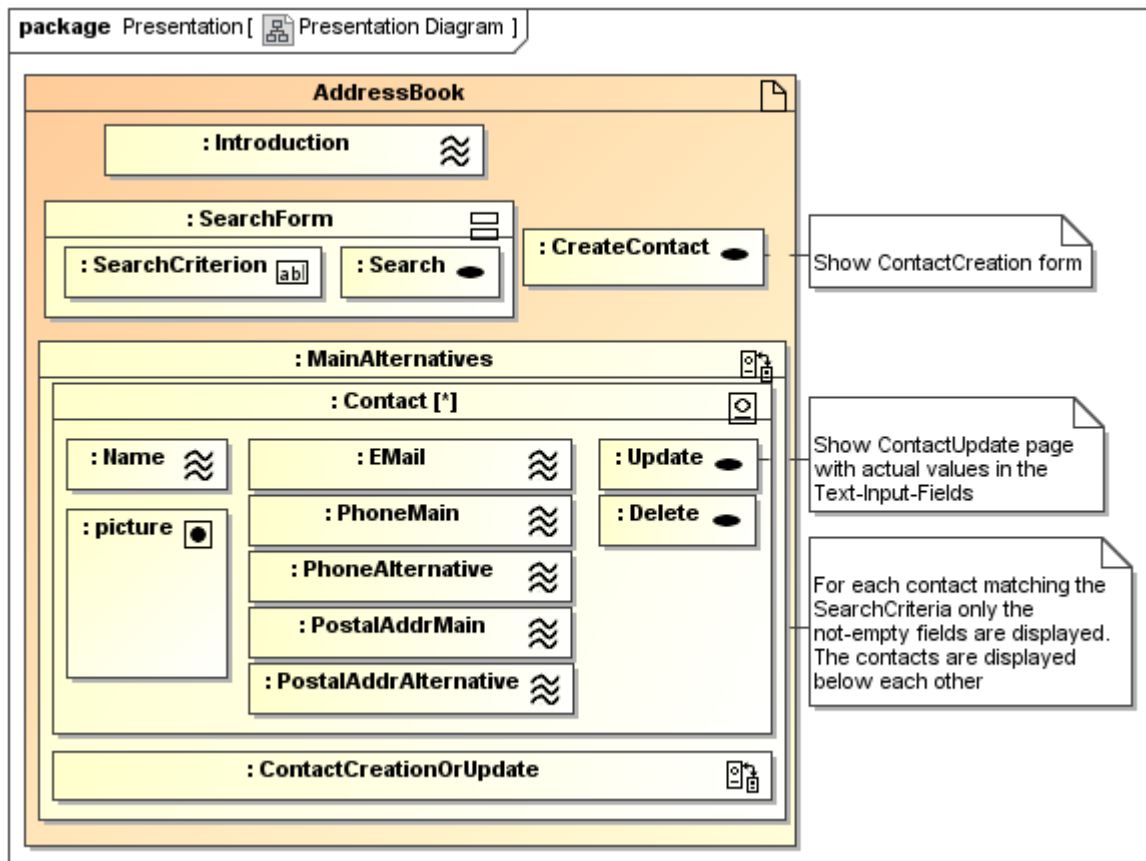 package Presentation [ Presentation Diagram ]
AddressBook
: Introduction
: SearchForm
: SearchCriterion ab
: Search
: CreateContact
Show ContactCreation form
: MainAlternatives
: Contact [*]
: Name
: EMail
: Update
: picture
: PhoneMain
: Delete
: PhoneAlternative
: PostalAddrMain
: PostalAddrAlternative
Show ContactUpdate page
with actual values in the
Text-Input-Fields
For each contact matching the
SearchCriteria only the
not-empty fields are displayed.
The contacts are displayed
below each other
: ContactCreationOrUpdate